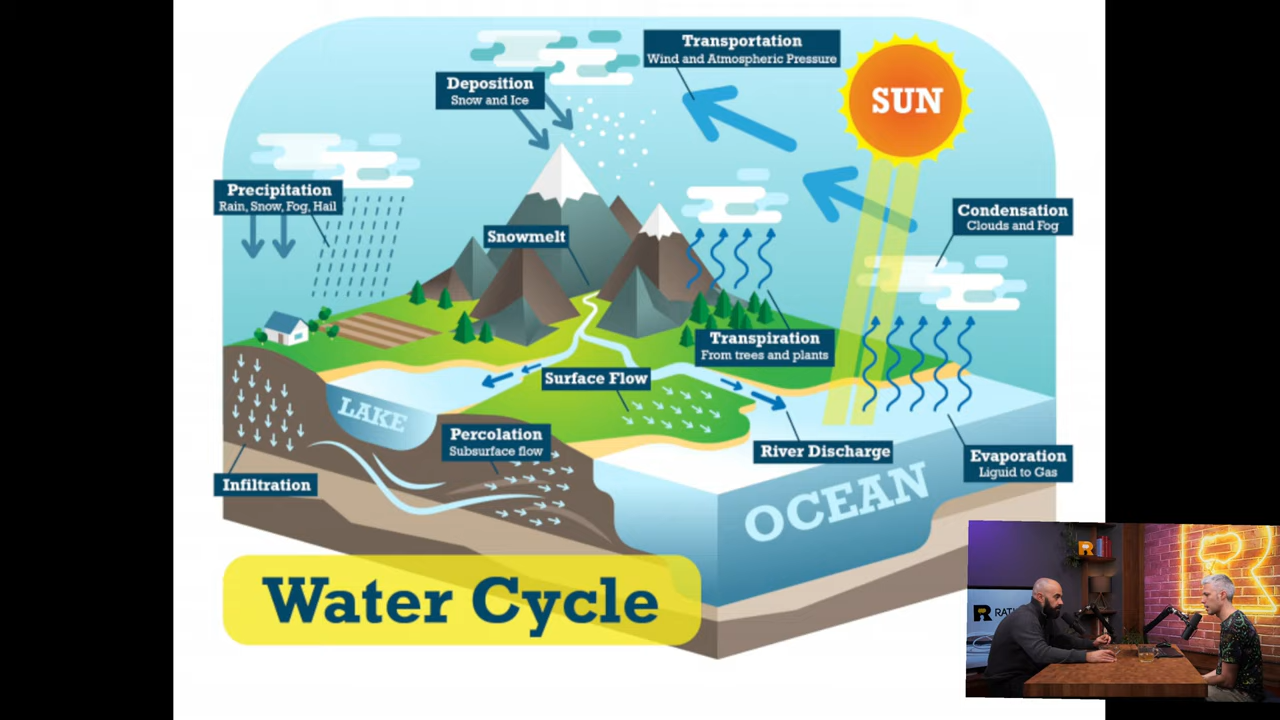 Transportation
Wind and Atmospheric Pressure
Deposition
Snow and Ice
SUN
Precipitation
Rain, Snow, Fog, Hail
Condensation
Clouds and Fog
Snowmelt
Transpiration
From trees and plants
Surface Flow
LAKE
Percolation
Subsurface flow
River Discharge
Evaporation
Liguid to Gas
Infiltration
OCEAN
Water Cycle
R
R